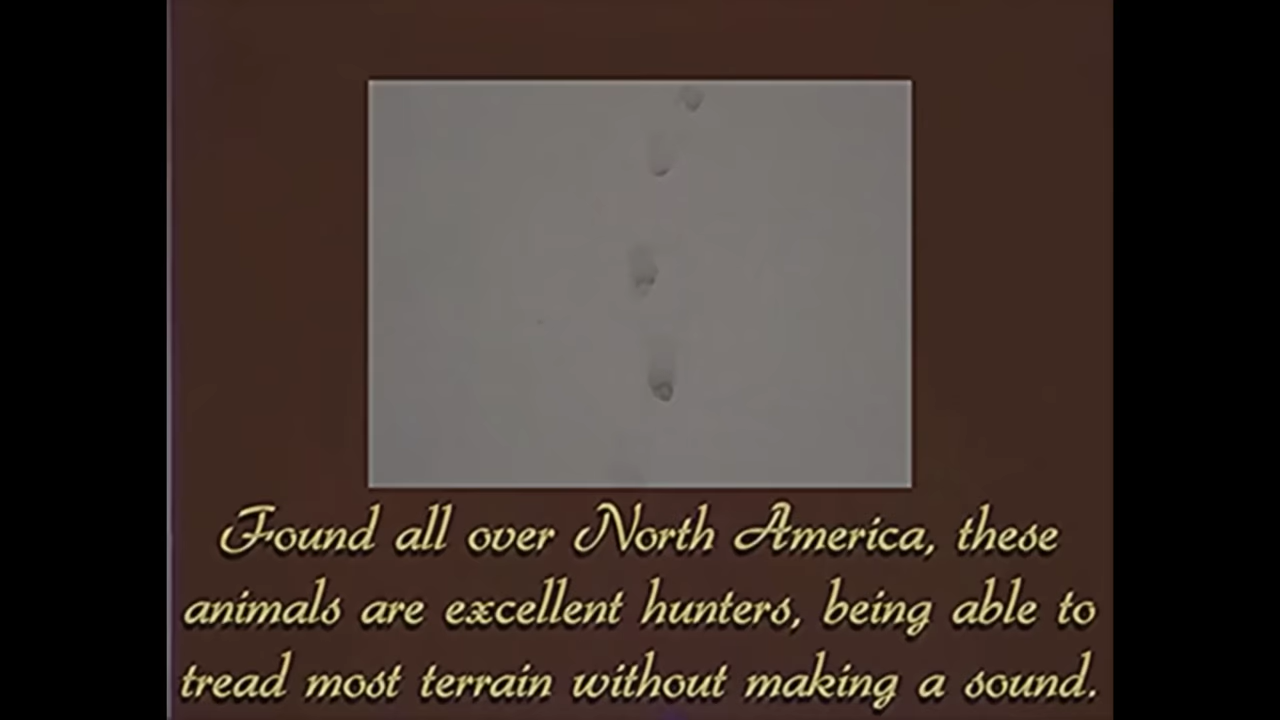 Found all over North America, these
animals are excellent hunters, being able to
tread most terrain without making a sound.